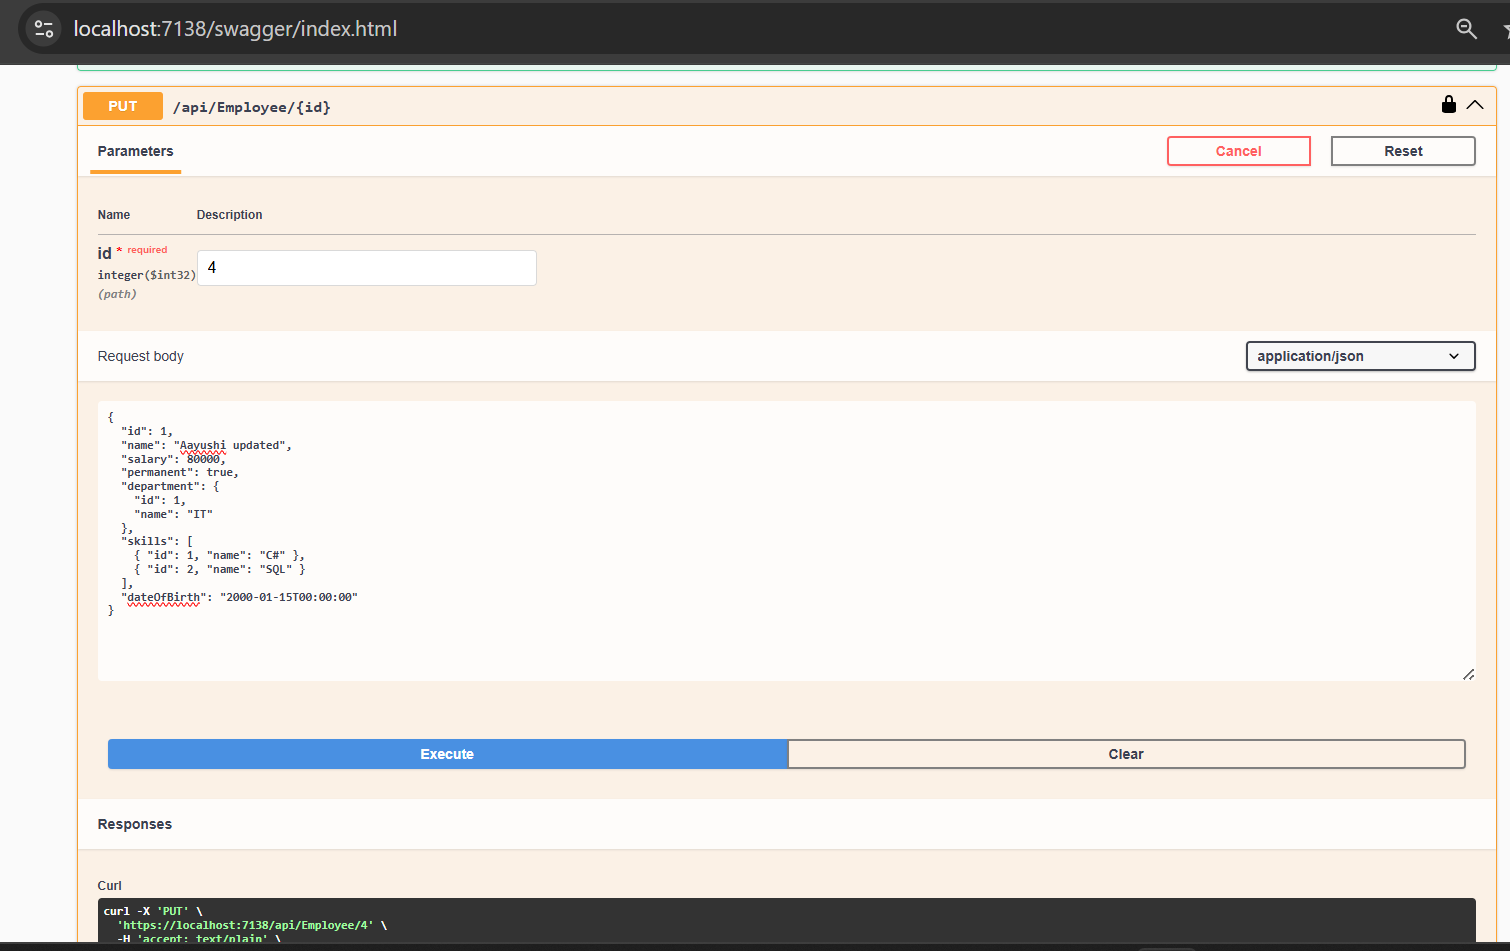 localhost:7138/swagger/index.html
PUT /api/Employee/{id}
Parameters Cancel Reset
Name Description
id * required
integer($int32)
(path)
4
Request body application/json
{
  "id": 1,
  "name": "Aayushi updated",
  "salary": 80000,
  "permanent": true,
  "department": {
    "id": 1,
    "name": "IT"
  },
  "skills": [
    { "id": 1, "name": "C#" },
    { "id": 2, "name": "SQL" }
  ],
  "dateOfBirth": "2000-01-15T00:00:00"
}
Execute Clear
Responses
Curl
curl -X 'PUT' \
  'https://localhost:7138/api/Employee/4' \
  -H 'accept: text/plain' \